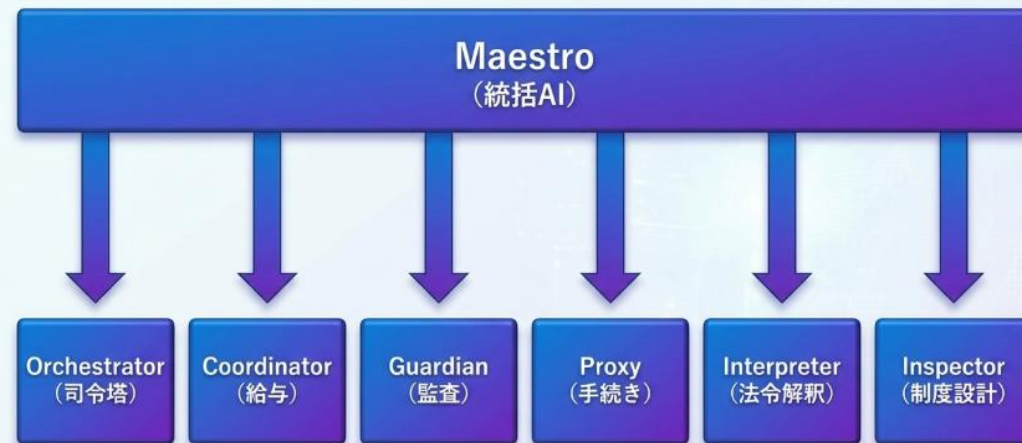 Maestro
（統括AI）
Orchestrator
（司令塔）
Coordinator
（給与）
Guardian
（監査）
Proxy
（手続き）
Interpreter
（法令解釈）
Inspector
（制度設計）